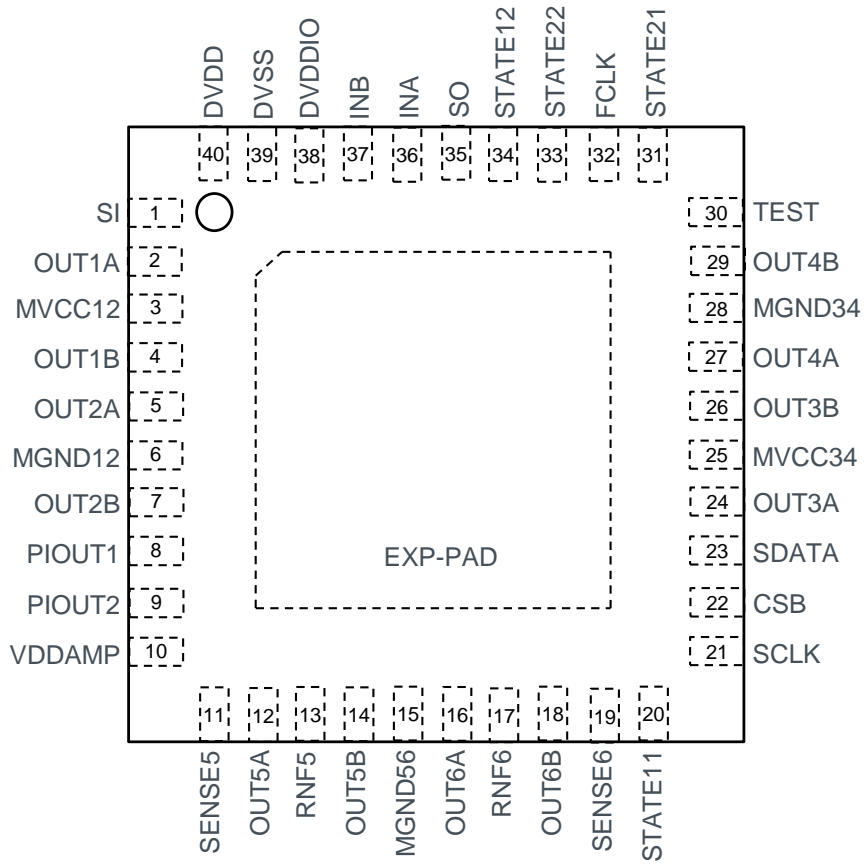 DVDD
DVSS
DVDDIO
INB
INA
SO
STATE12
STATE22
FCLK
STATE21
40
39
38
37
36
35
34
33
32
31
SI 1
30 TEST
OUT1A 2
29 OUT4B
MVCC12 3
28 MGND34
OUT1B 4
27 OUT4A
OUT2A 5
26 OUT3B
MGND12 6
25 MVCC34
OUT2B 7
24 OUT3A
PIOUT1 8
EXP-PAD
23 SDATA
PIOUT2 9
22 CSB
VDDAMP 10
21 SCLK
11
12
13
14
15
16
17
18
19
20
SENSE5
OUT5A
RNF5
OUT5B
MGND56
OUT6A
RNF6
OUT6B
SENSE6
STATE11